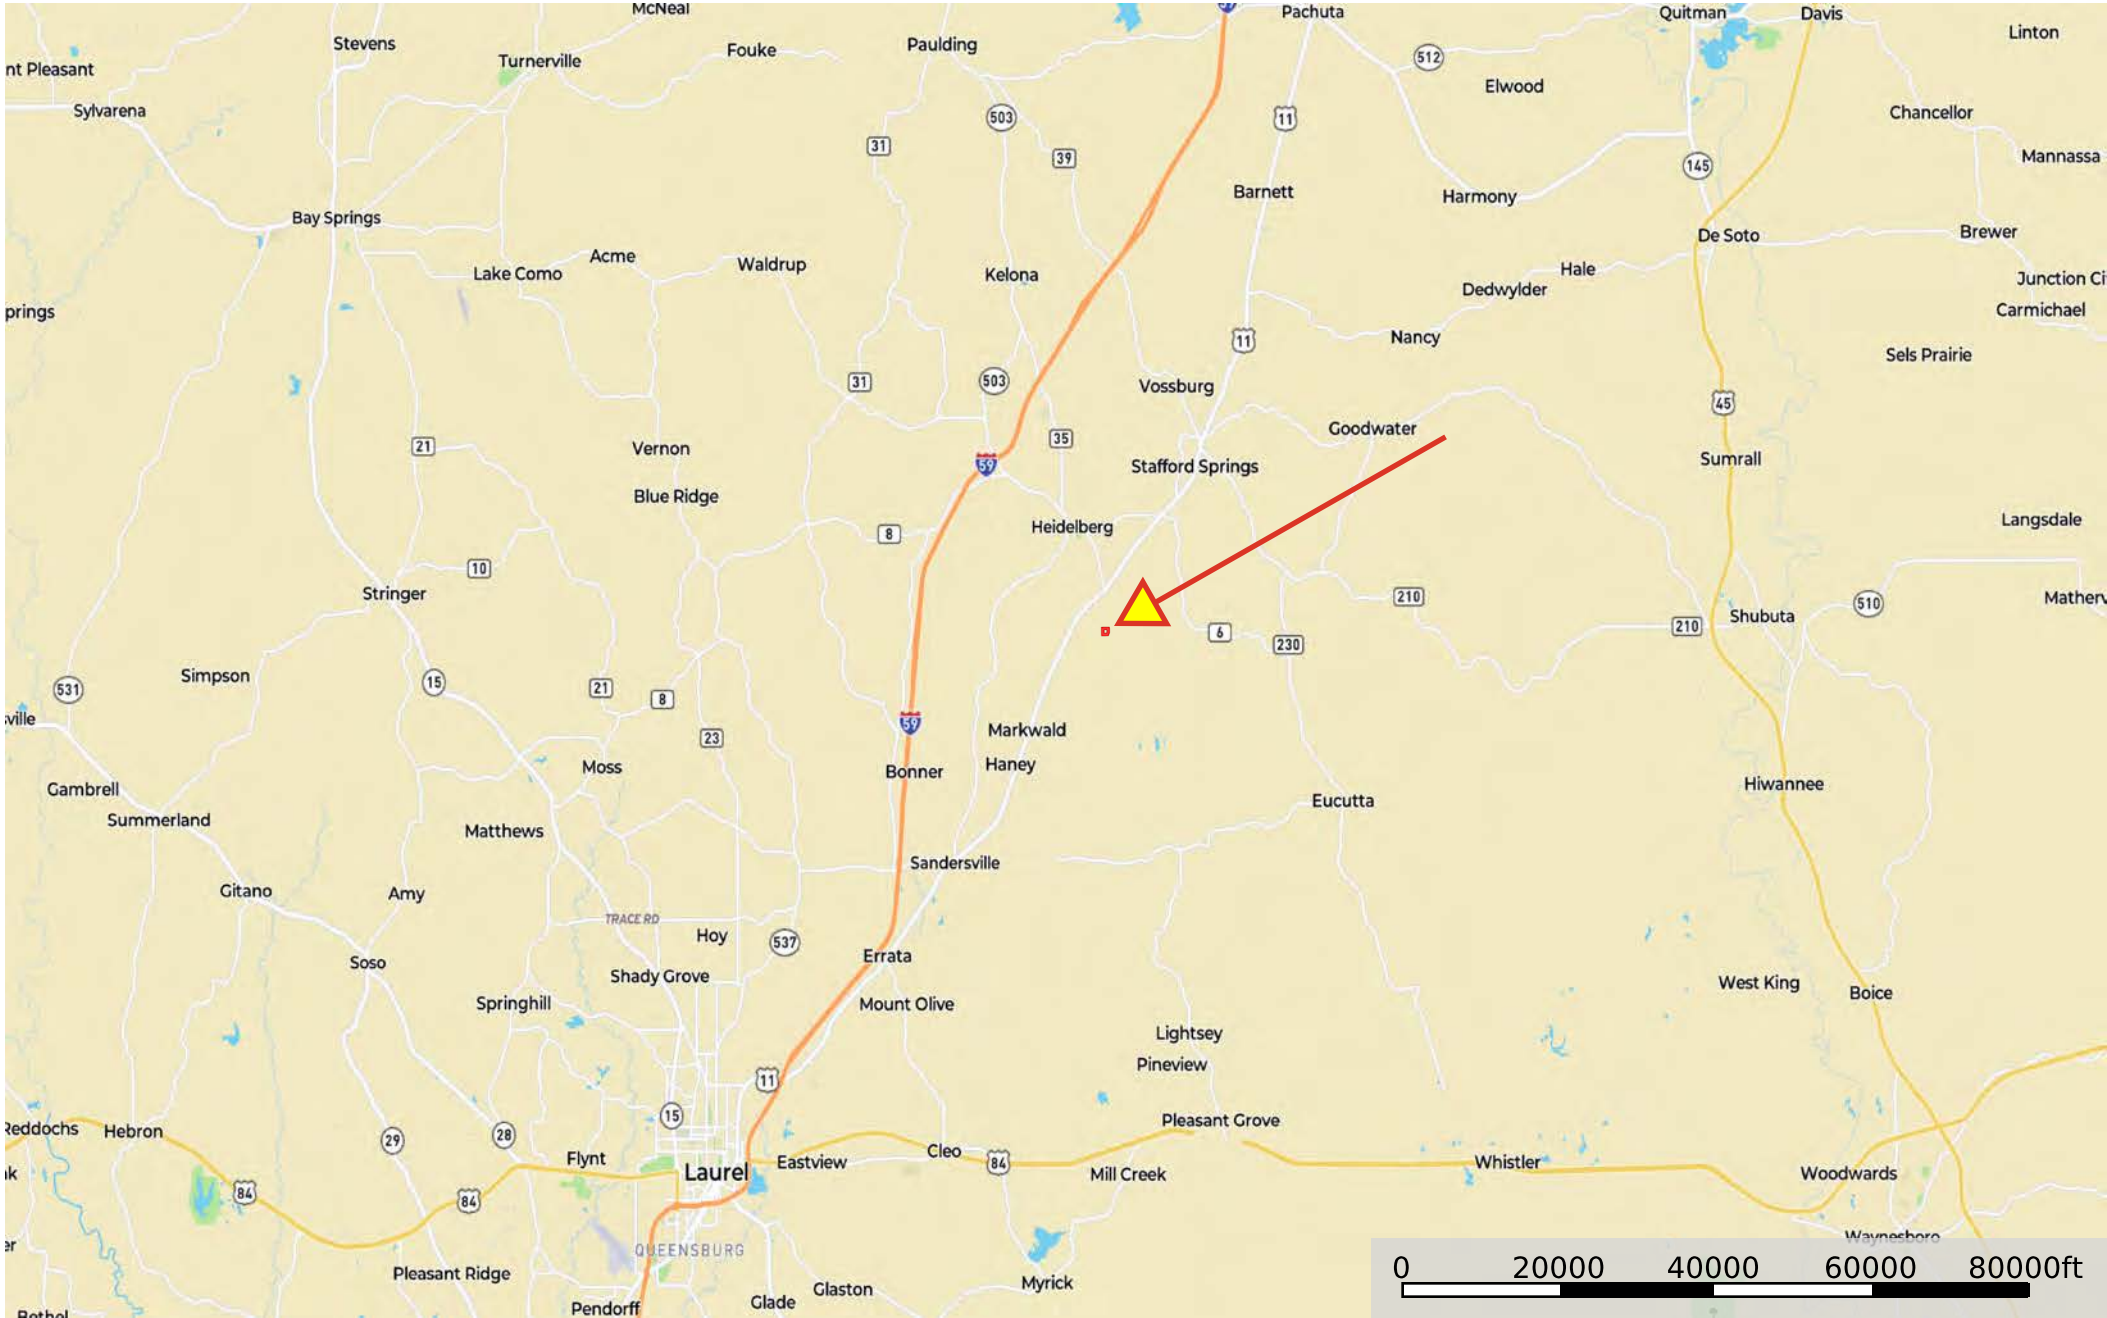 McNeal
Pachuta
Quitman
Davis
Linton
Stevens
Turnerville
Fouke
Paulding
512
nt Pleasant
Elwood
Sylvarena
503
11
Chancellor
31
39
145
Mannassa
Barnett
Harmony
Bay Springs
De Soto
Brewer
Acme
Waldrup
Lake Como
Kelona
Hale
Junction Ci
Dedwylder
prings
Carmichael
11
Nancy
Sels Prairie
31
503
Vossburg
45
21
Vernon
35
Goodwater
59
Stafford Springs
Sumrall
Blue Ridge
8
Heidelberg
Langsdale
10
Stringer
210
510
Matherv
6
230
210
Shubuta
Simpson
531
15
21
8
sville
59
Markwald
23
Moss
Bonner
Haney
Hiwannee
Gambrell
Summerland
Matthews
Eucutta
Sandersville
Gitano
Amy
TRACE RD
Hoy
537
Errata
Soso
Shady Grove
West King
Boice
Springhill
Mount Olive
Lightsey
Pineview
11
15
Reddochs
Hebron
29
28
Pleasant Grove
Flynt
Laurel
Eastview
Cleo
84
Mill Creek
Whistler
Woodwards
k
84
84
er
QUEENSBURG
Waynesboro
Pleasant Ridge
Glaston
Myrick
0 20000 40000 60000 80000ft
Pendorff
Glade
Bethel